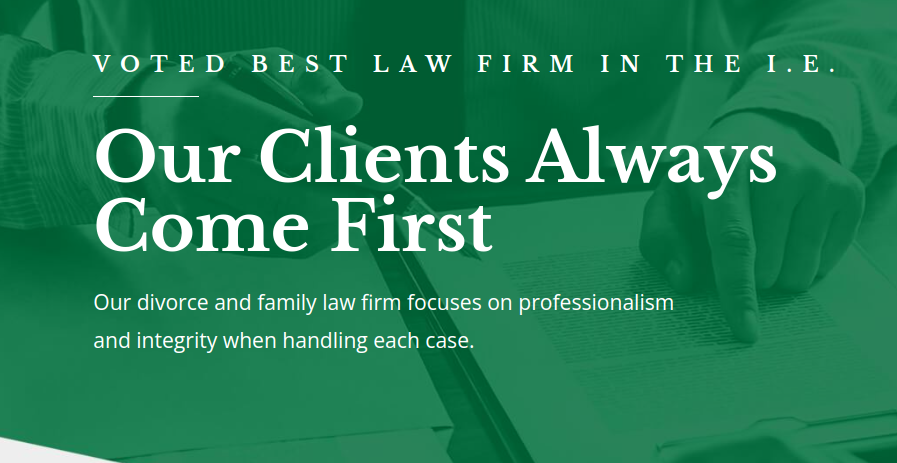 VOTED BEST LAW FIRM IN THE I.E.
Our Clients Always
Come First
Our divorce and family law firm focuses on professionalism
and integrity when handling each case.